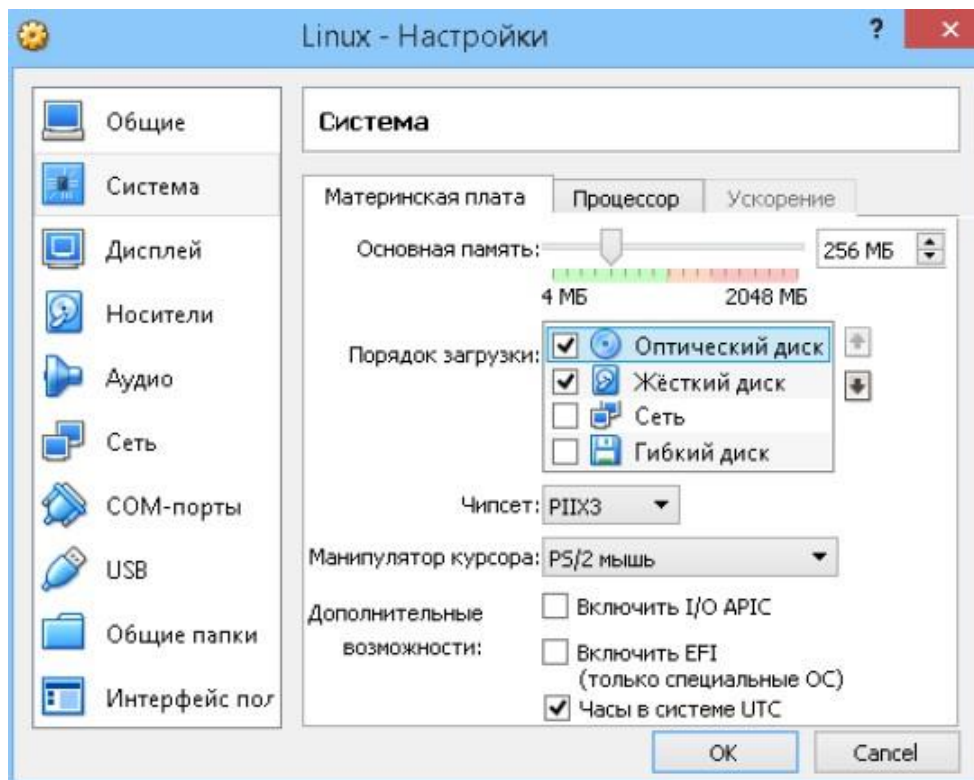 Linux - Настройки
?
×
Общие
Система
Дисплей
Носители
Аудио
Сеть
COM-порты
USB
Общие папки
Интерфейс пол
Система
Материнская плата
Процессор
Ускорение
Основная память:
256 МБ
4 МБ
2048 МБ
Порядок загрузки:
Оптический диск
Жёсткий диск
Сеть
Гибкий диск
Чипсет:
PIIX3
Манипулятор курсора:
PS/2 мышь
Дополнительные
возможности:
Включить I/O APIC
Включить EFI
(только специальные ОС)
Часы в системе UTC
OK
Cancel